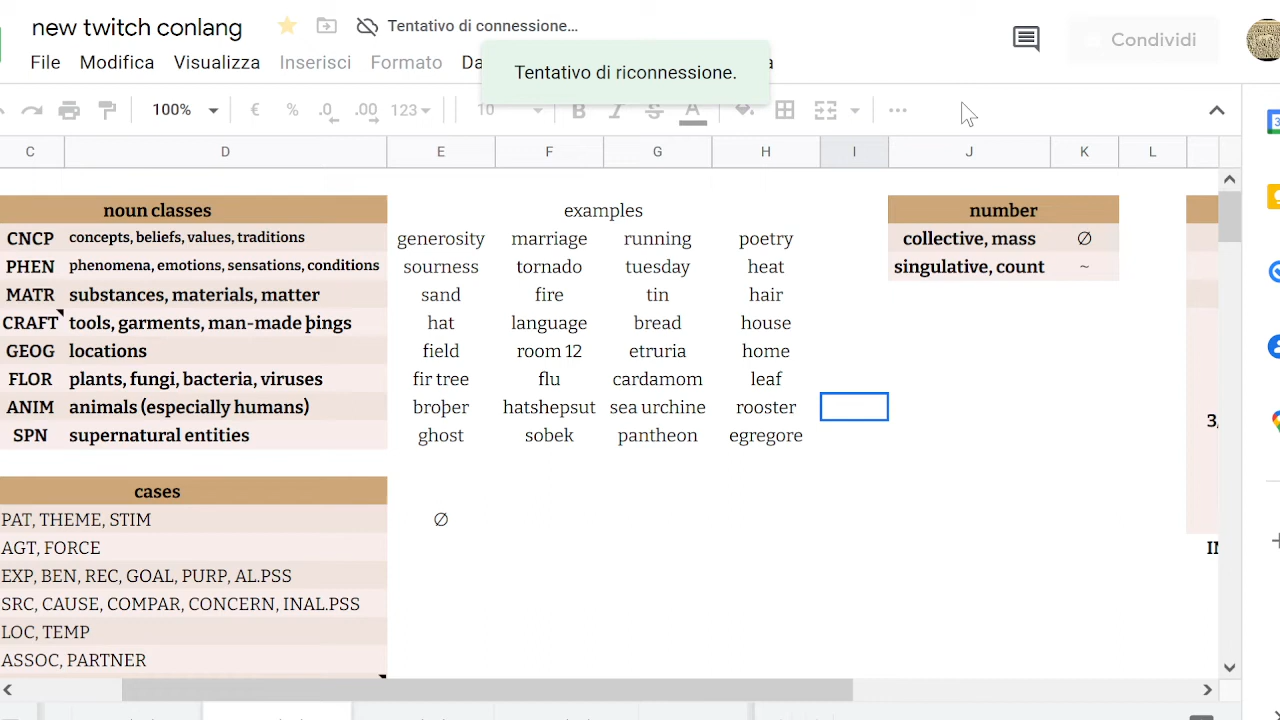 new twitch conlang Tentativo di connessione…
Condividi
File Modifica Visualizza Inserisci Formato
Tentativo di riconnessione.
100% € % .0 .00 123 10 B I S A
C D E F G H I J K L
noun classes examples number
CNCP concepts, beliefs, values, traditions generosity marriage running poetry collective, mass ∅
PHEN phenomena, emotions, sensations, conditions sourness tornado tuesday heat singulative, count ~
MATR substances, materials, matter sand fire tin hair
CRAFT tools, garments, man-made þings hat language bread house
GEOG locations field room 12 etruria home
FLOR plants, fungi, bacteria, viruses fir tree flu cardamom leaf
ANIM animals (especially humans) broþer hatshepsut sea urchine rooster
SPN supernatural entities ghost sobek pantheon egregore
cases
PAT, THEME, STIM ∅
AGT, FORCE
EXP, BEN, REC, GOAL, PURP, AL.PSS
SRC, CAUSE, COMPAR, CONCERN, INAL.PSS
LOC, TEMP
ASSOC, PARTNER